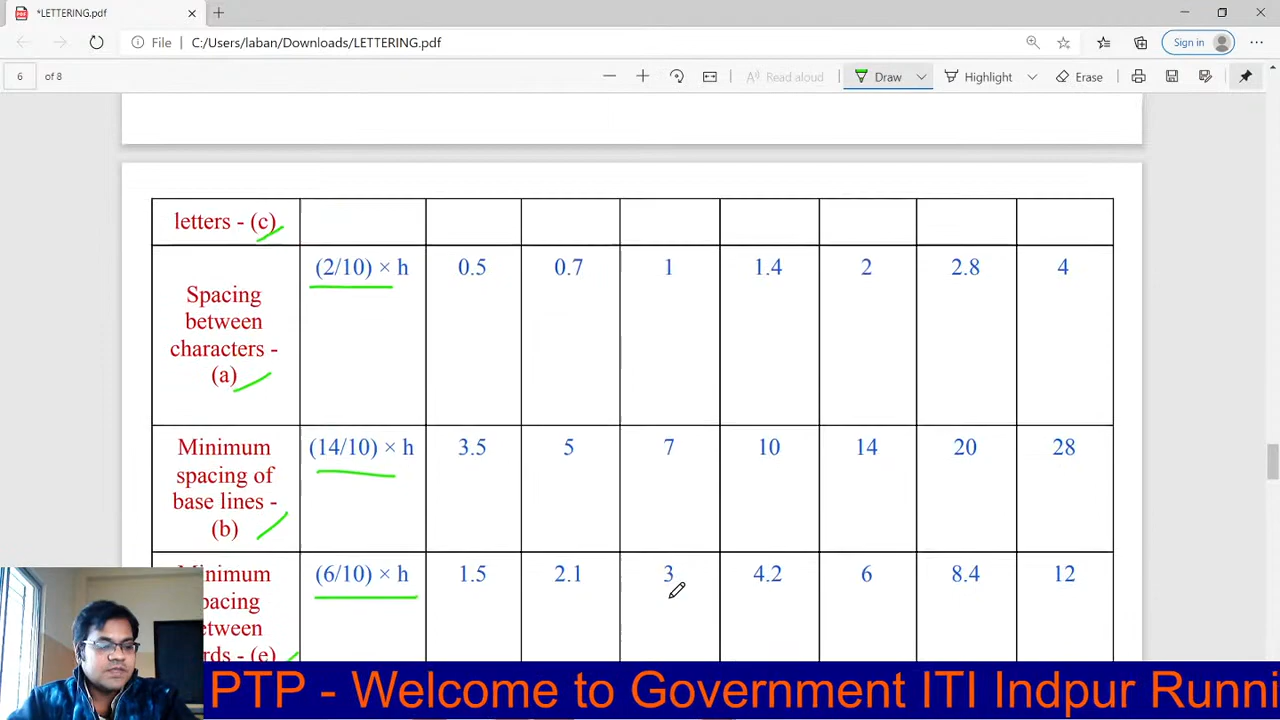 *LETTERING.pdf
File C:/Users/laban/Downloads/LETTERING.pdf Sign in
6 of 8 Read aloud Draw Highlight Erase
letters - (c)
(2/10) × h 0.5 0.7 1 1.4 2 2.8 4
Spacing
between
characters -
(a)
Minimum (14/10) × h 3.5 5 7 10 14 20 28
spacing of
base lines -
(b)
(6/10) × h 1.5 2.1 3 4.2 6 8.4 12
PTP - Welcome to Government ITI Indpur